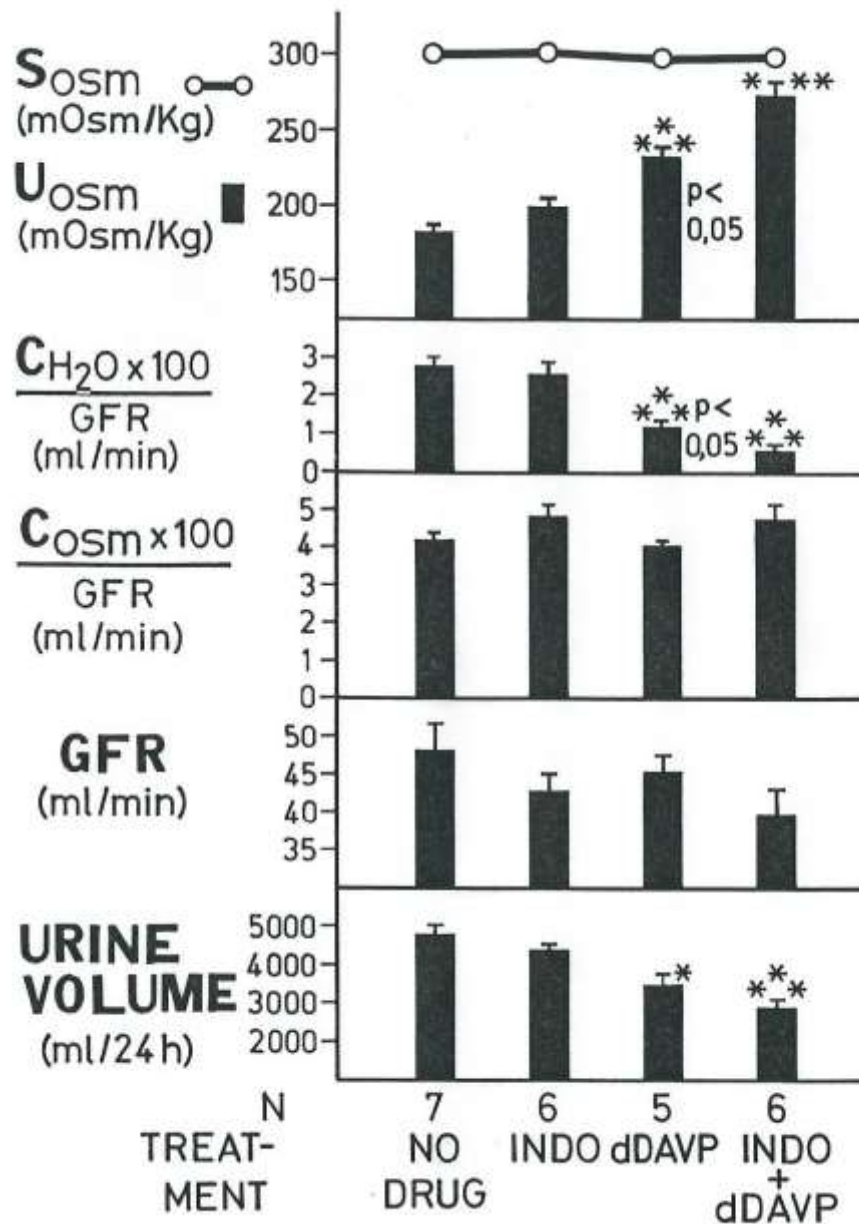 Sosm
(mOsm/Kg)
Uosm
(mOsm/Kg)
300
250
200
150
* * *
* **
p<
0,05
CH2O x100
GFR
(ml/min)
3
2
1
0
* * *
p<
0,05
* * *
Cosm x100
GFR
(ml/min)
5
4
3
2
1
0
GFR
(ml/min)
50
45
40
35
URINE
VOLUME
(ml/24h)
5000
4000
3000
2000
*
* * *
N 7 6 5 6
TREAT- NO INDO dDAVP INDO
MENT DRUG +
dDAVP